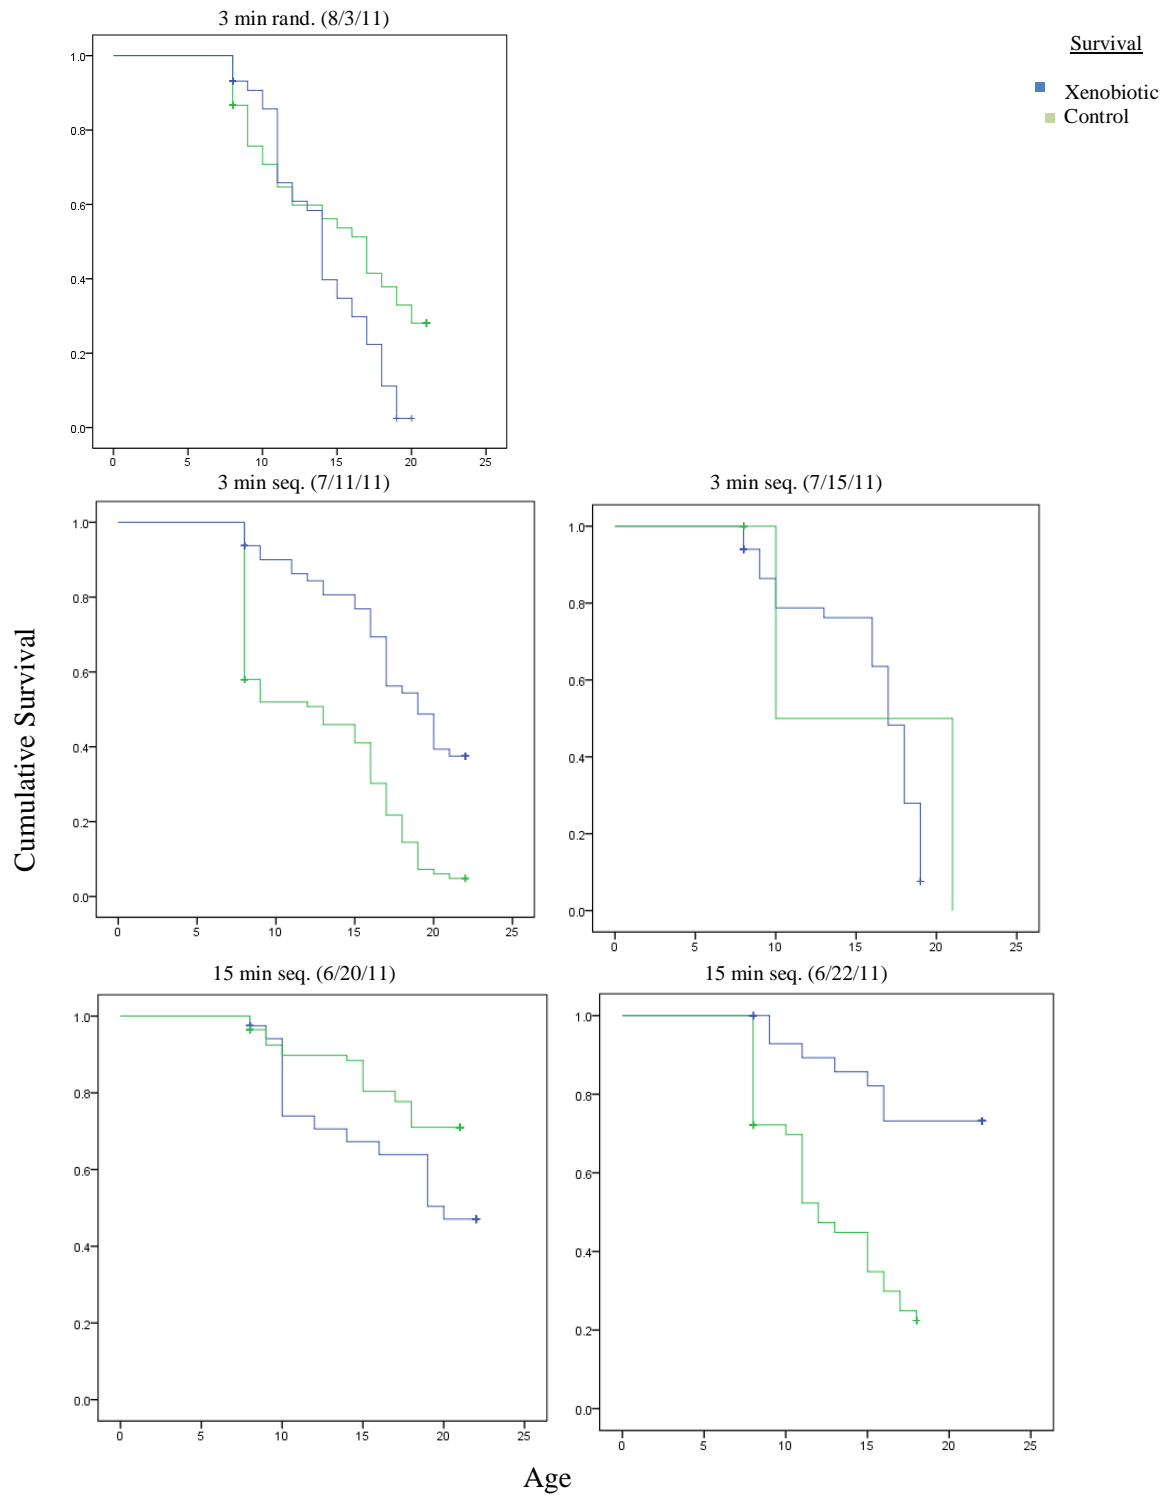 3 min rand. (8/3/11)
Survival
Xenobiotic
Control
1.0
0.8
0.6
0.4
0.2
0.0
0 5 10 15 20 25
3 min seq. (7/11/11)
1.0
0.8
0.6
0.4
0.2
0.0
0 5 10 15 20 25
3 min seq. (7/15/11)
1.0
0.8
0.6
0.4
0.2
0.0
0 5 10 15 20 25
Cumulative Survival
15 min seq. (6/20/11)
1.0
0.8
0.6
0.4
0.2
0.0
0 5 10 15 20 25
15 min seq. (6/22/11)
1.0
0.8
0.6
0.4
0.2
0.0
0 5 10 15 20 25
Age